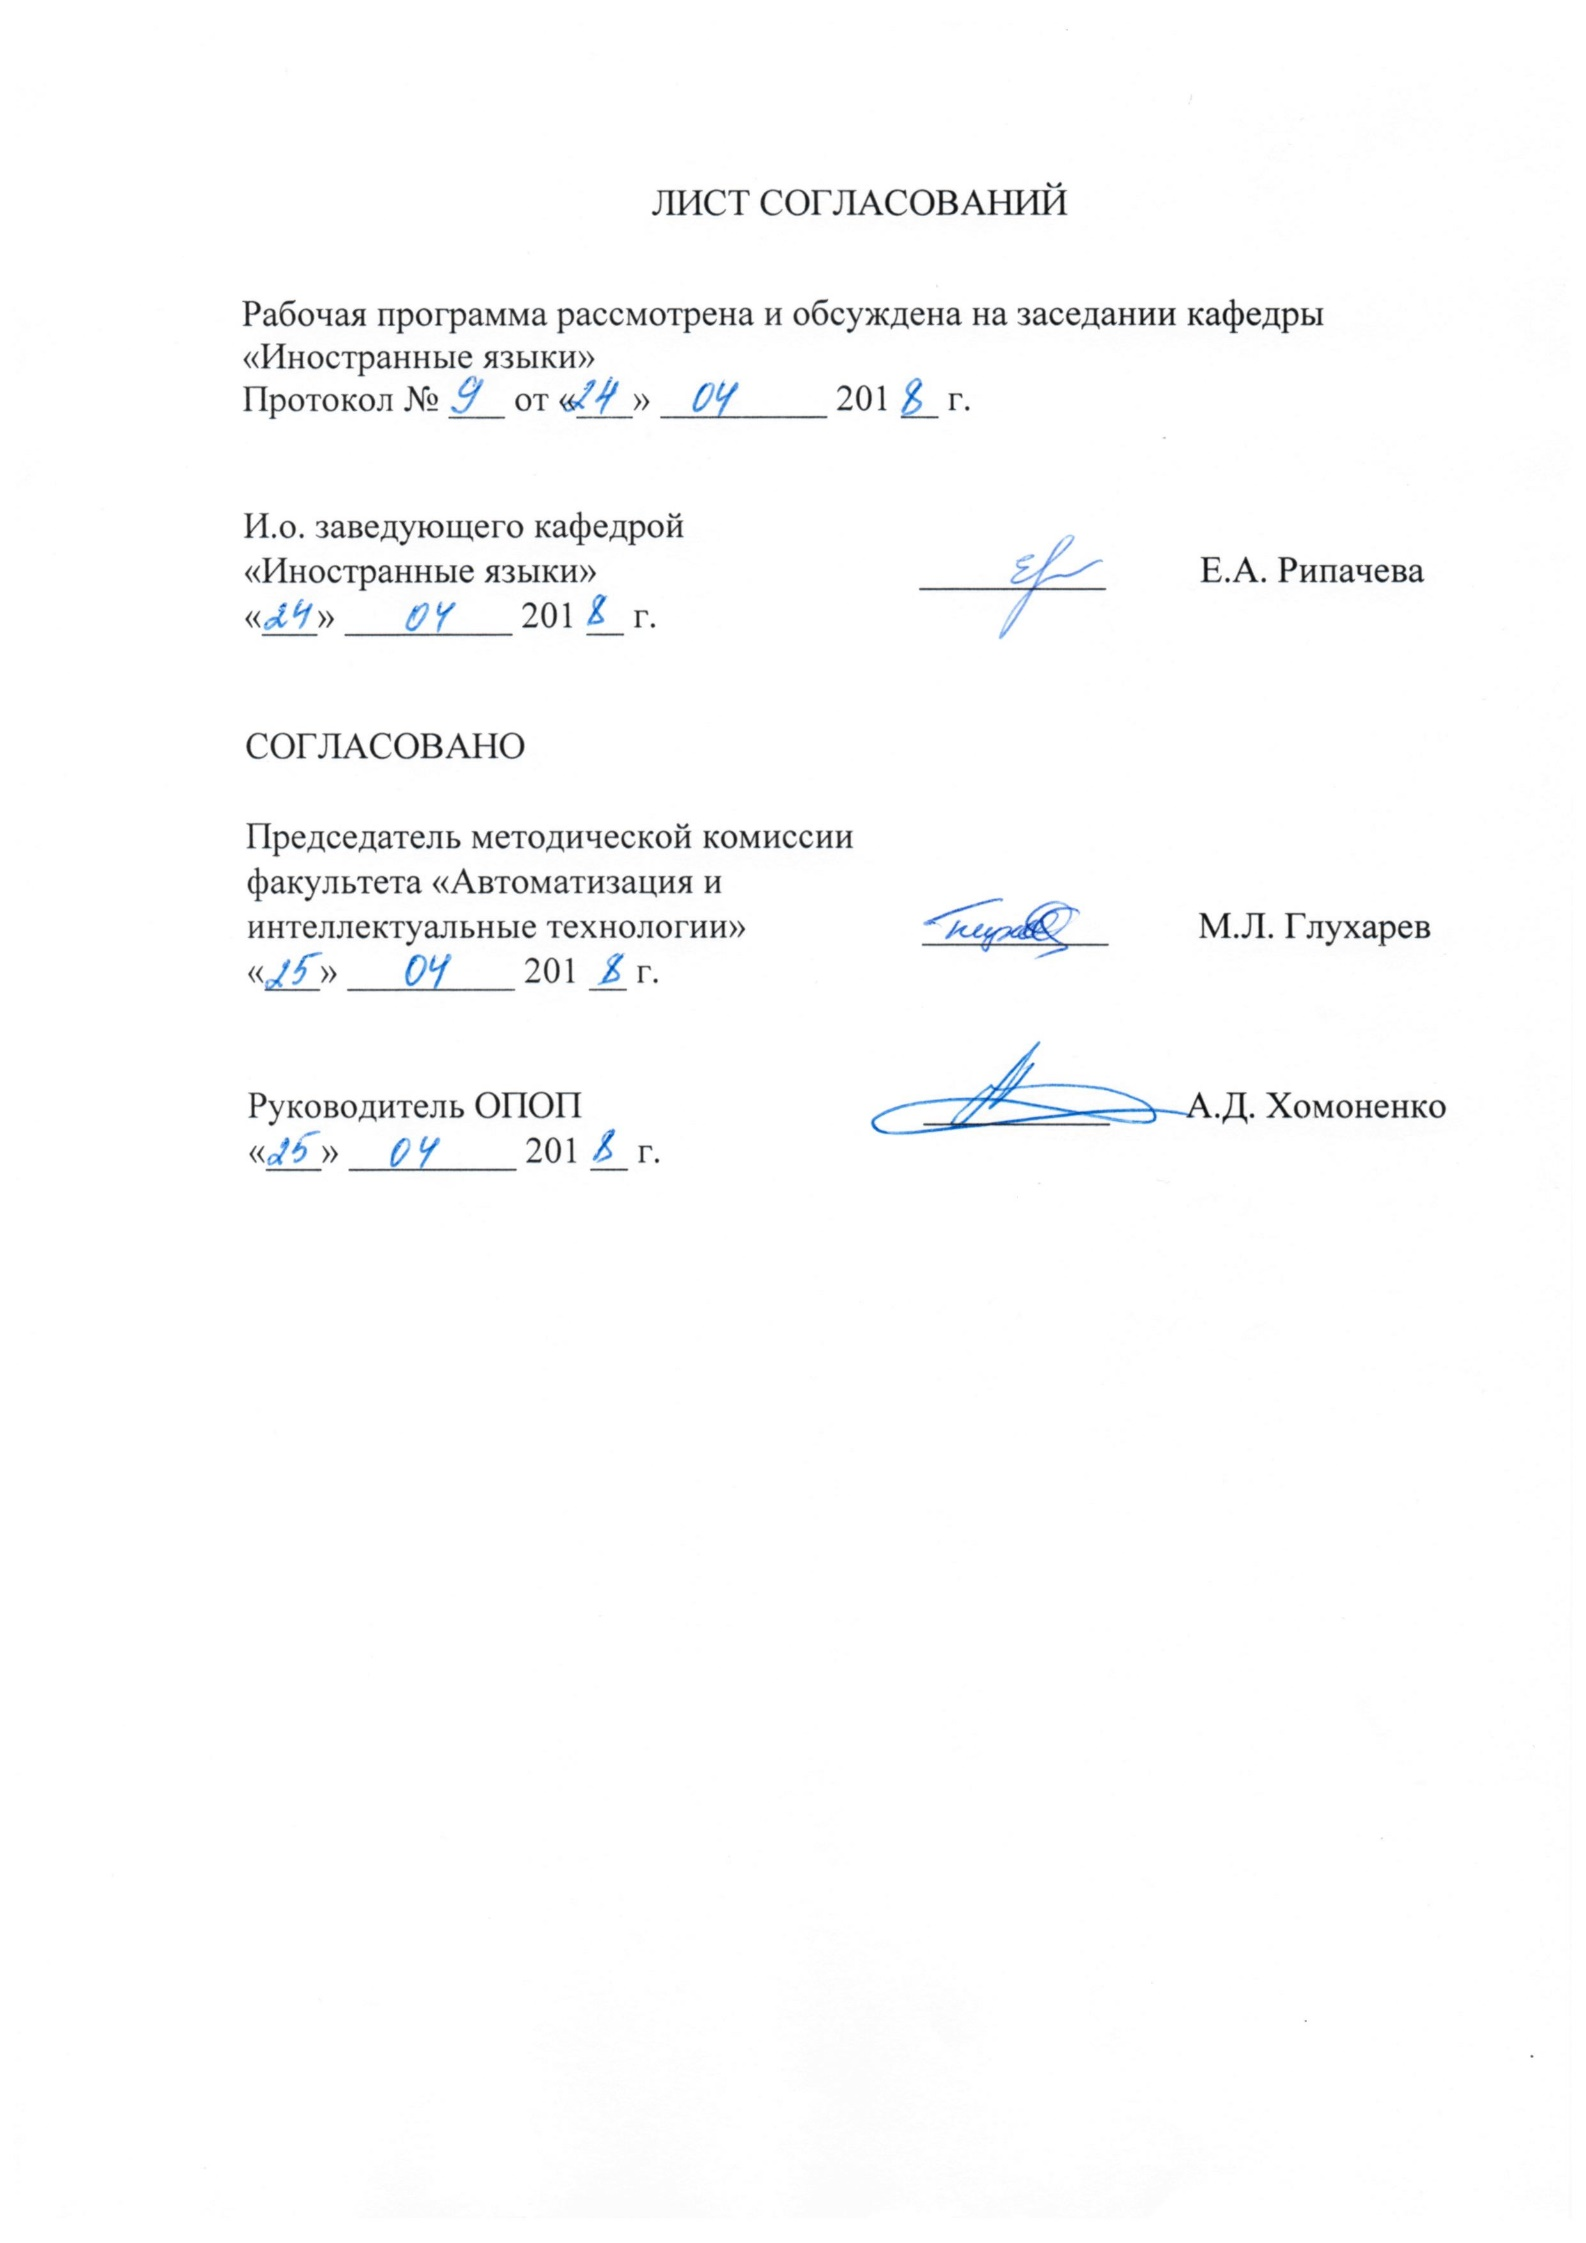 ЛИСТ СОГЛАСОВАНИЙ
Рабочая программа рассмотрена и обсуждена на заседании кафедры
«Иностранные языки»
Протокол № 9 от «24» 04 2018 г.
И.о. заведующего кафедрой
«Иностранные языки» Е.А. Рипачева
«24» 04 2018 г.
СОГЛАСОВАНО
Председатель методической комиссии
факультета «Автоматизация и
интеллектуальные технологии» М.Л. Глухарев
«25» 04 2018 г.
Руководитель ОПОП А.Д. Хомоненко
«25» 04 2018 г.